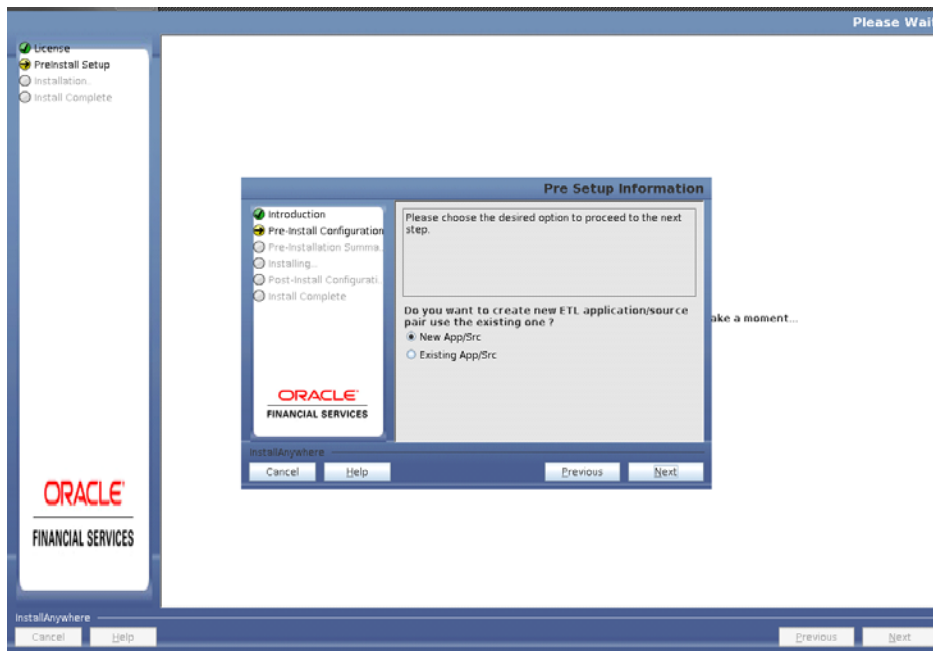 Please Wait
License
Preinstall Setup
Installation..
Install Complete
Pre Setup Information
Introduction
Pre-Install Configuration
Pre-Installation Summa..
Installing...
Post-Install Configurati..
Install Complete
Please choose the desired option to proceed to the next
step.
Do you want to create new ETL application/source
pair use the existing one ?
New App/Src
Existing App/Src
ake a moment...
ORACLE
FINANCIAL SERVICES
InstallAnywhere
Cancel
Help
Previous
Next
ORACLE
FINANCIAL SERVICES
InstallAnywhere
Cancel
Help
Previous
Next